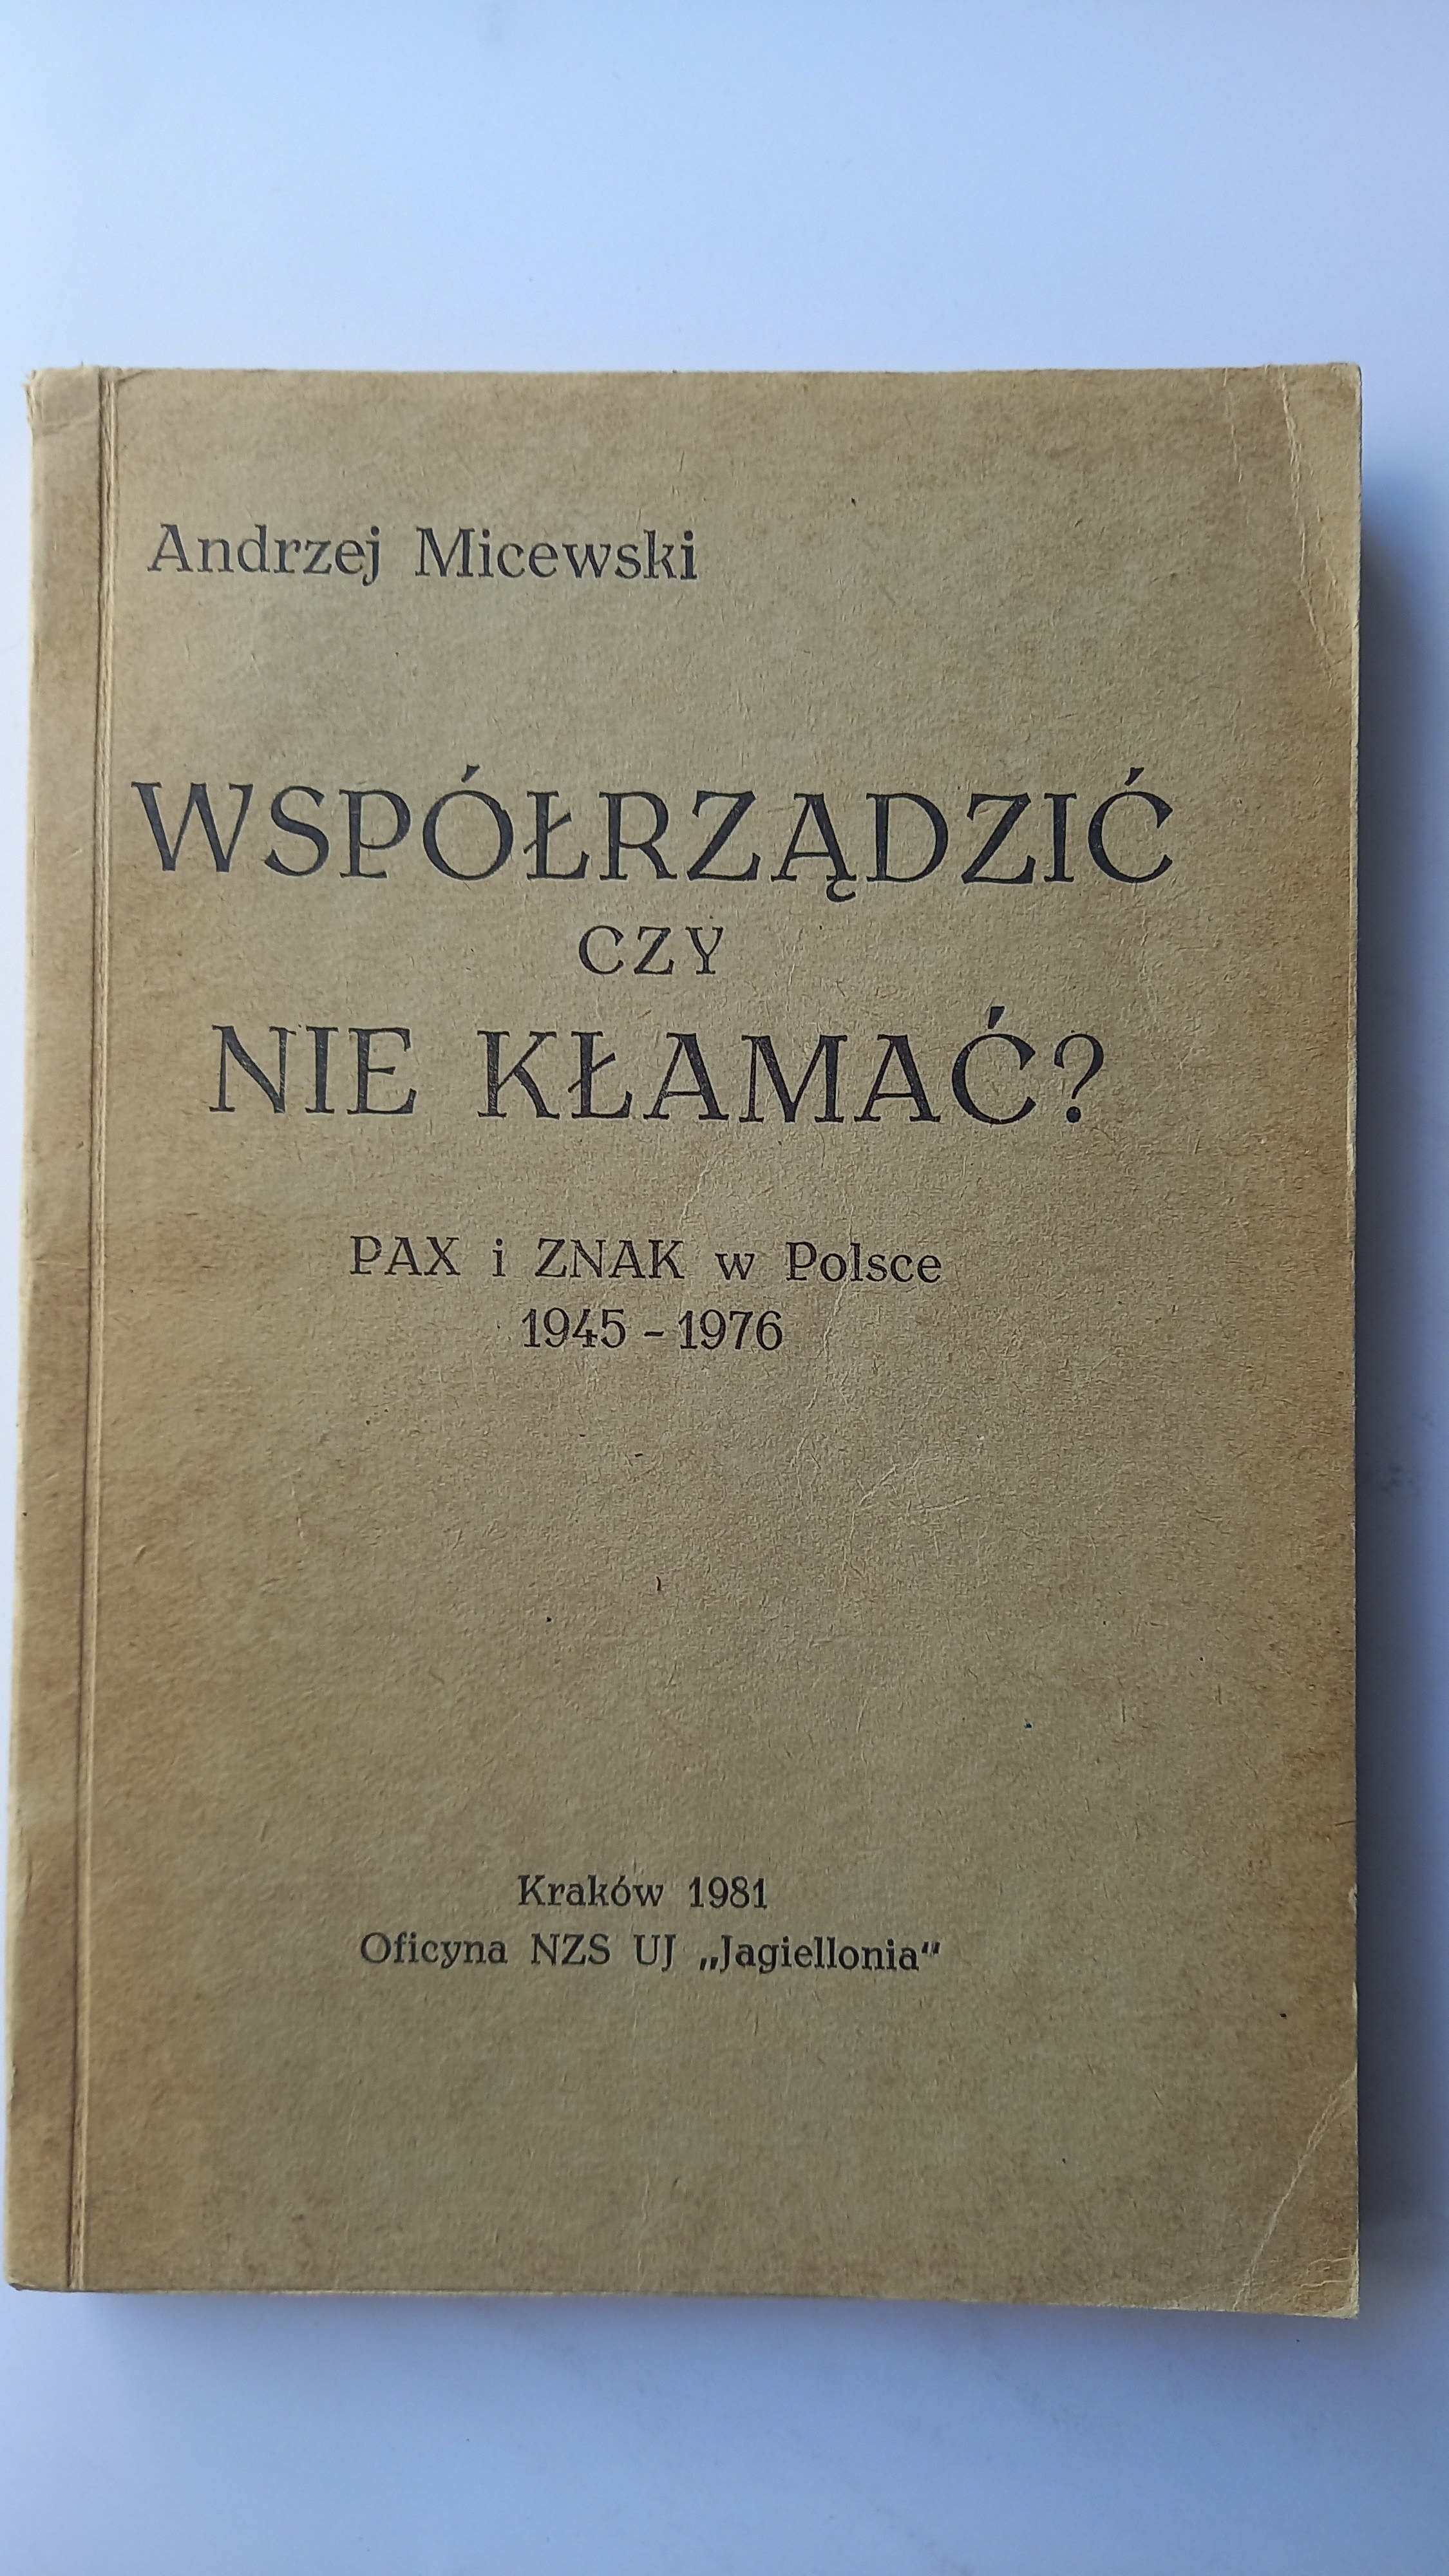 Andrzej Micewski
WSPÓŁRZĄDZIĆ
CZY
NIE KŁAMAĆ?
PAX i ZNAK w Polsce
1945 - 1976
Kraków 1981
Oficyna NZS UJ „Jagiellonia“